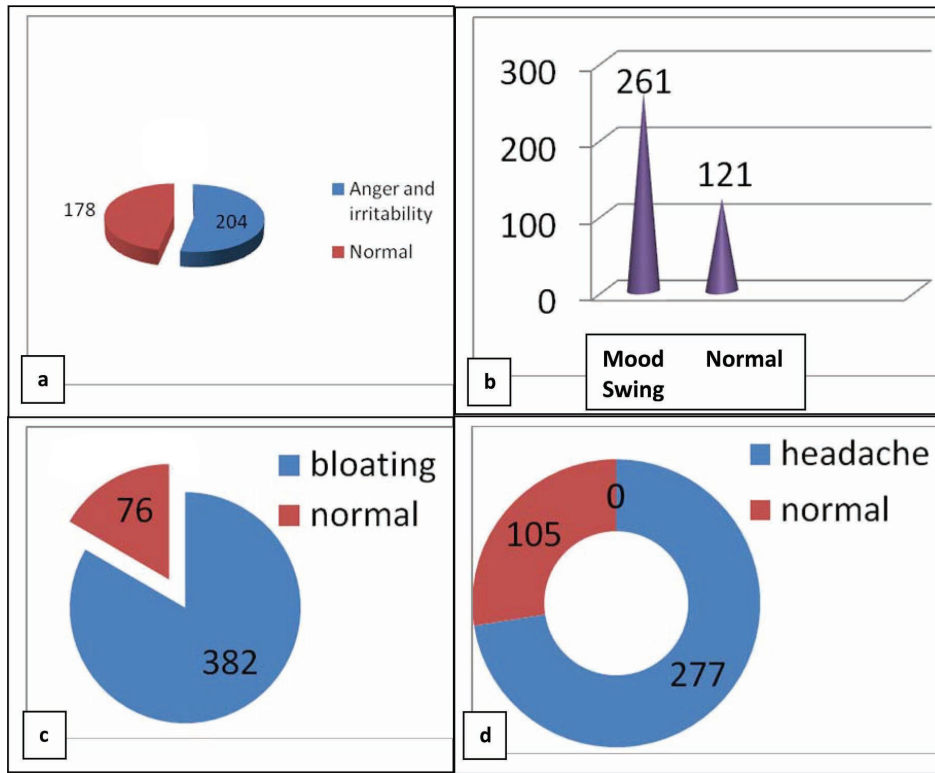 178
204
Anger and
irritability
Normal
a
300
200
100
0
261
121
Mood Normal
Swing
b
bloating
normal
76
382
c
headache
normal
0
105
277
d